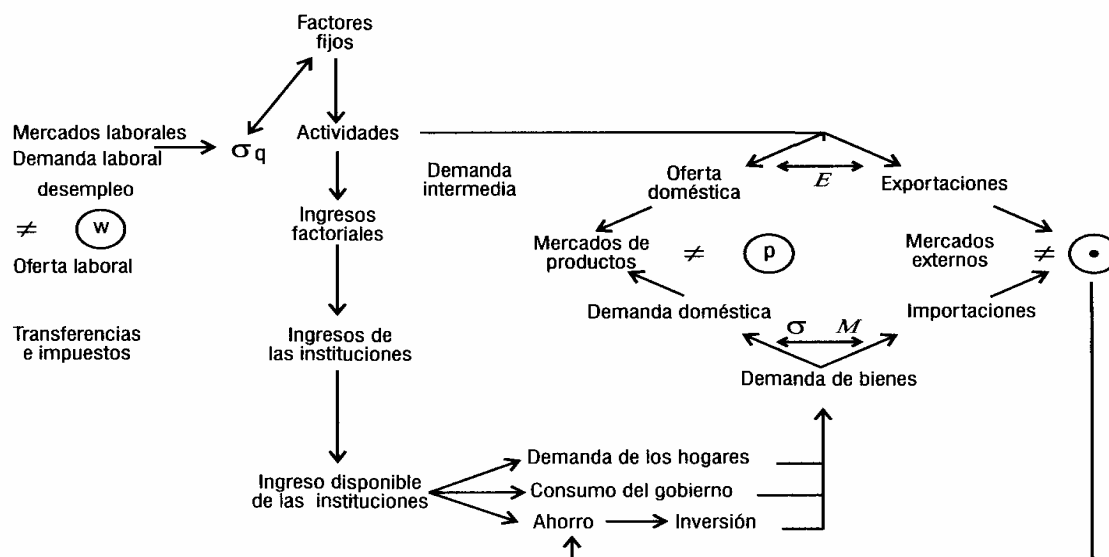 Factores
fijos
Mercados laborales
Demanda laboral
σq
Actividades
desempleo
≠ w
Oferta laboral
Demanda
intermedia
Oferta
doméstica
E
Exportaciones
Ingresos
factoriales
Mercados de
productos
≠ p
Mercados
externos
≠ •
Demanda doméstica
Importaciones
Transferencias
e impuestos
Ingresos de
las instituciones
σ M
Demanda de bienes
Ingreso disponible
de las instituciones
Demanda de los hogares
Consumo del gobierno
Ahorro
Inversión